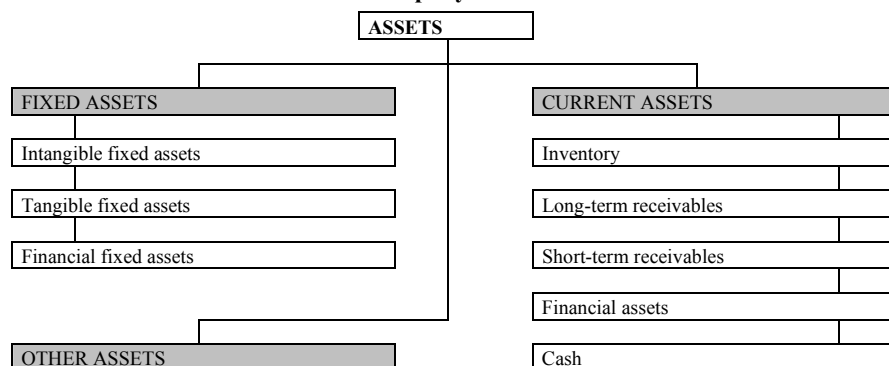 ASSETS
FIXED ASSETS
Intangible fixed assets
Tangible fixed assets
Financial fixed assets
OTHER ASSETS
CURRENT ASSETS
Inventory
Long-term receivables
Short-term receivables
Financial assets
Cash